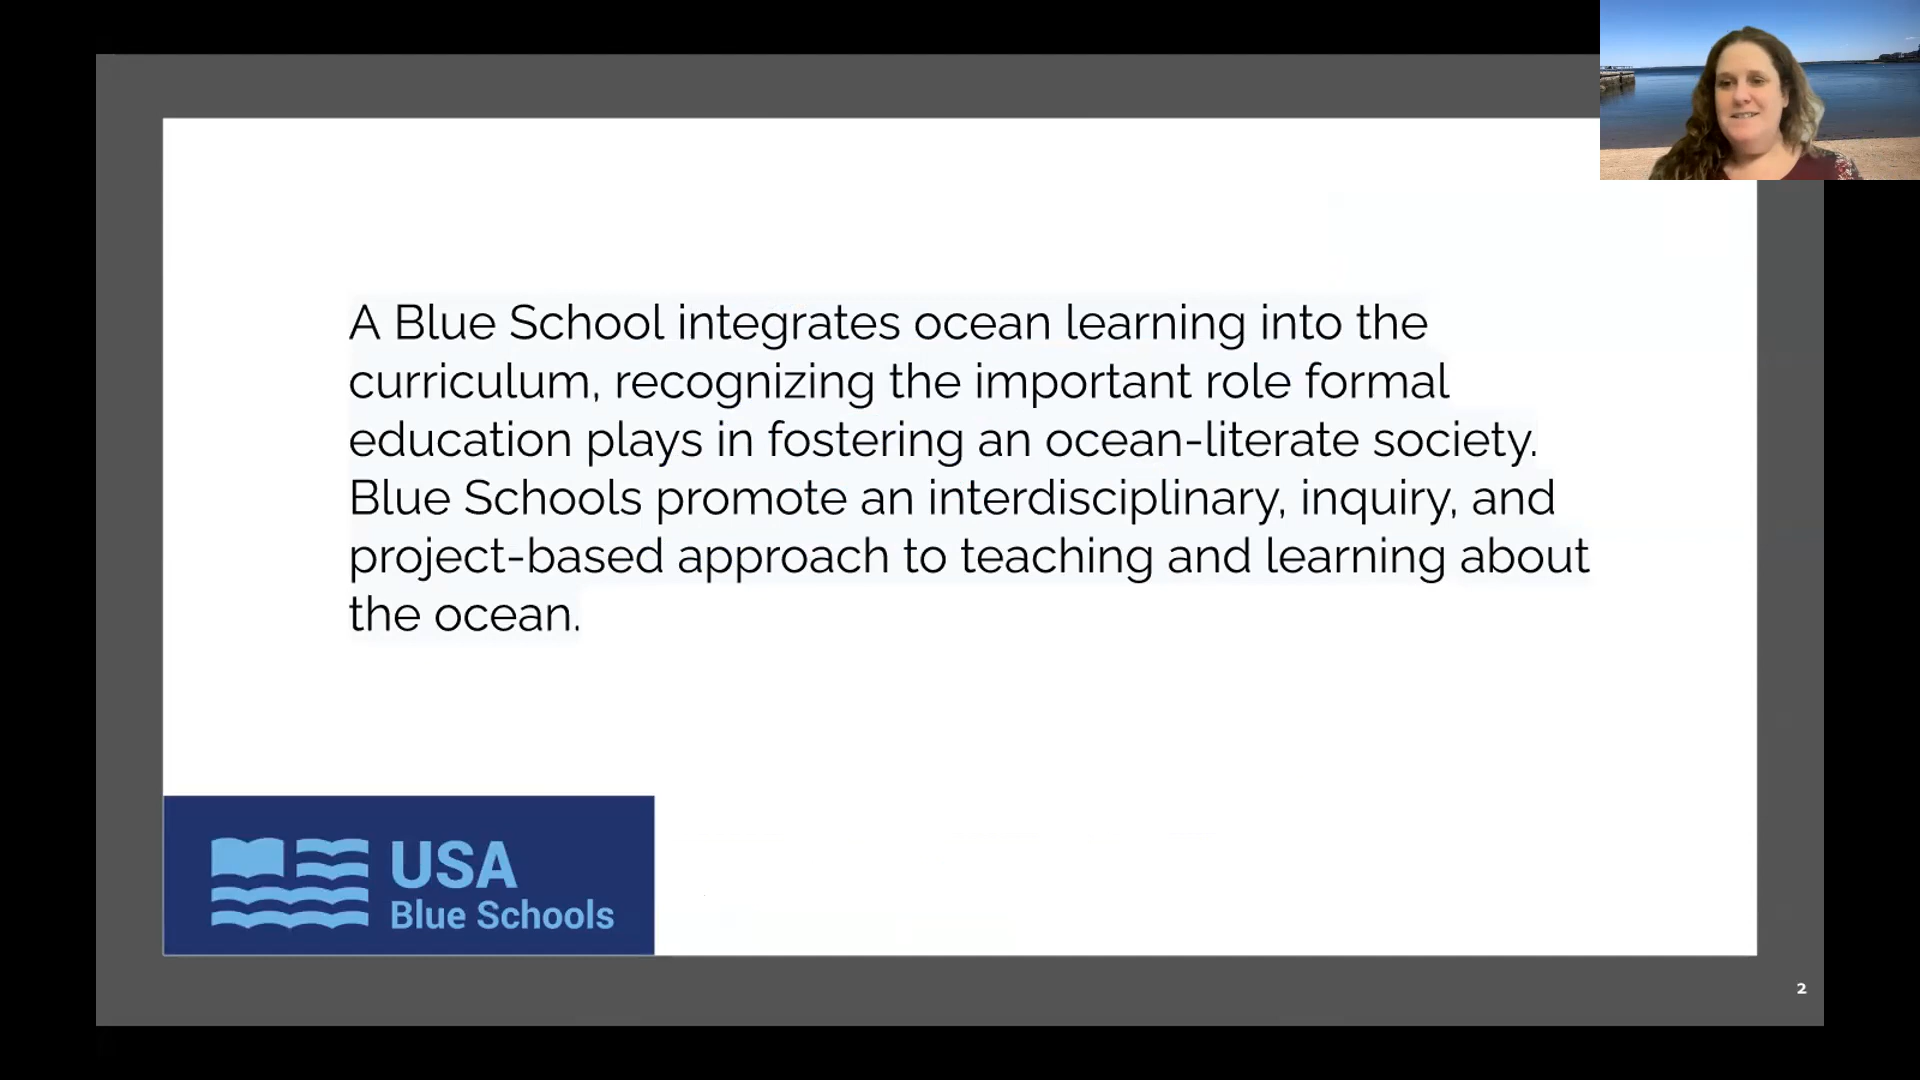 A Blue School integrates ocean learning into the
curriculum, recognizing the important role formal
education plays in fostering an ocean-literate society.
Blue Schools promote an interdisciplinary, inquiry, and
project-based approach to teaching and learning about
the ocean.
USA
Blue Schools
2